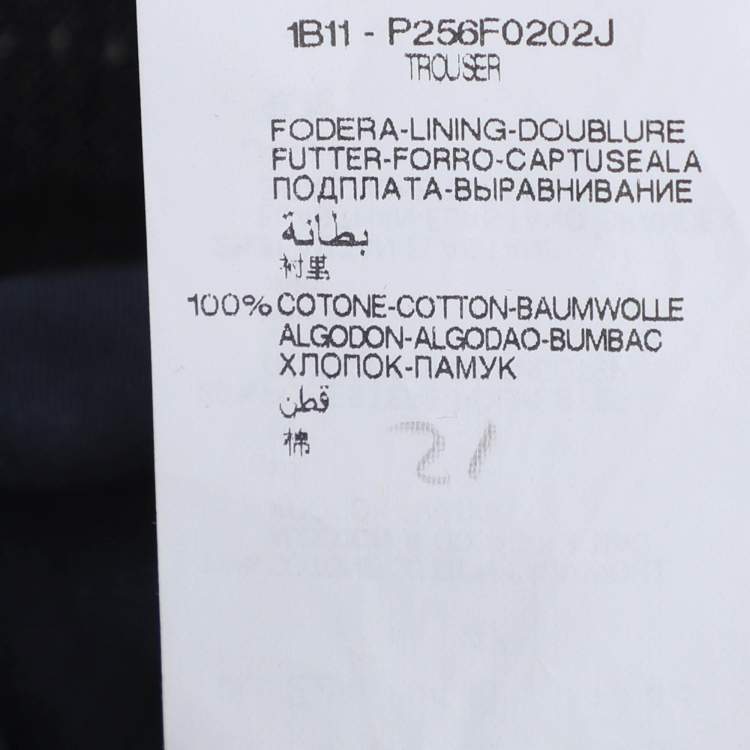 1B11 - P256F0202J
TROUSER
FODERA-LINING-DOUBLURE
FUTTER-FORRO-CAPTUSEALA
ПОДПЛАТА-ВЫРАВНИВАНИЕ
بطانة
衬里
100% COTONE-COTTON-BAUMWOLLE
ALGODON-ALGODAO-BUMBAC
ХЛОПОК-ПАМУК
قطن
棉